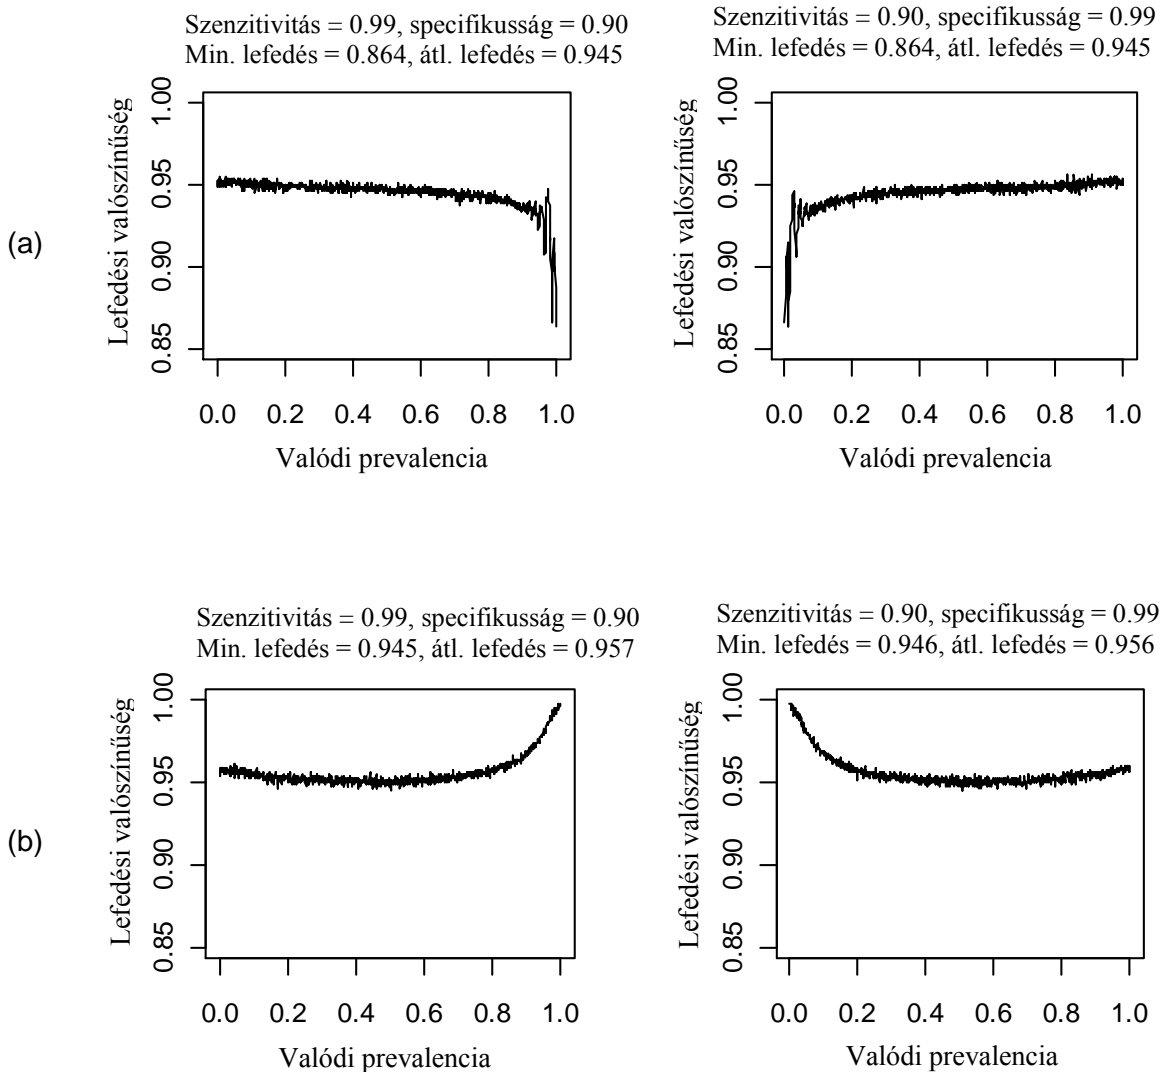 Szenzitivitás = 0.99, specifikusság = 0.90
Min. lefedés = 0.864, átl. lefedés = 0.945
Szenzitivitás = 0.90, specifikusság = 0.99
Min. lefedés = 0.864, átl. lefedés = 0.945
(a)
Lefedési valószínűség
1.00
0.95
0.90
0.85
0.0 0.2 0.4 0.6 0.8 1.0
Valódi prevalencia
Lefedési valószínűség
1.00
0.95
0.90
0.85
0.0 0.2 0.4 0.6 0.8 1.0
Valódi prevalencia
Szenzitivitás = 0.99, specifikusság = 0.90
Min. lefedés = 0.945, átl. lefedés = 0.957
Szenzitivitás = 0.90, specifikusság = 0.99
Min. lefedés = 0.946, átl. lefedés = 0.956
(b)
Lefedési valószínűség
1.00
0.95
0.90
0.85
0.0 0.2 0.4 0.6 0.8 1.0
Valódi prevalencia
Lefedési valószínűség
1.00
0.95
0.90
0.85
0.0 0.2 0.4 0.6 0.8 1.0
Valódi prevalencia